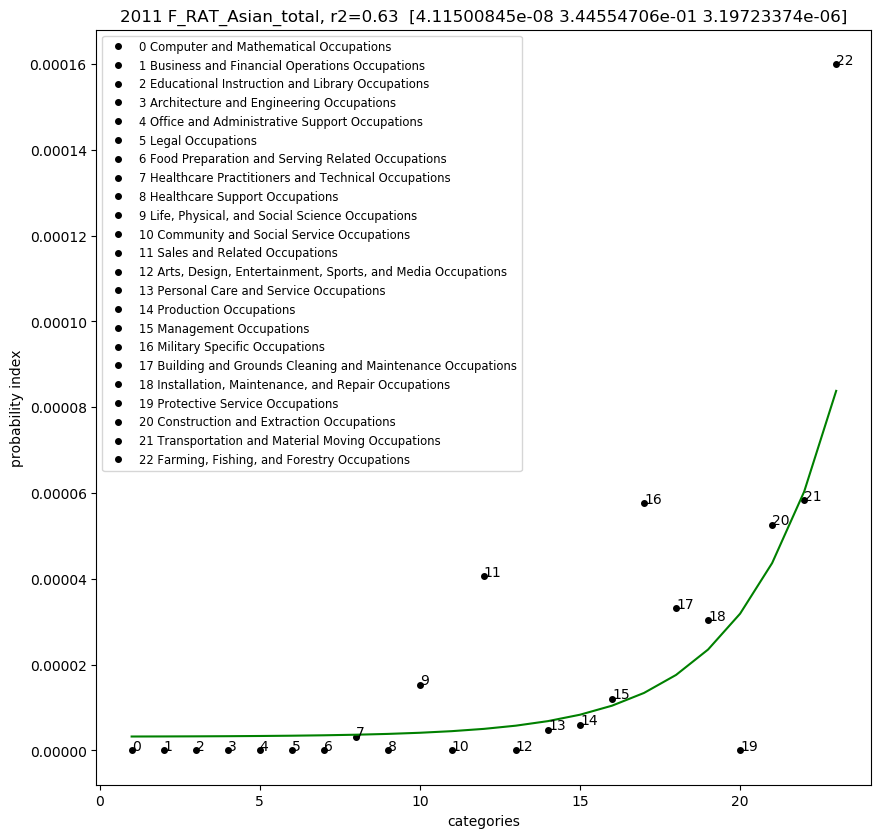 2011 F_RAT_Asian_total, r2=0.63 [4.11500845e-08 3.44554706e-01 3.19723374e-06]
0 Computer and Mathematical Occupations
1 Business and Financial Operations Occupations
2 Educational Instruction and Library Occupations
3 Architecture and Engineering Occupations
4 Office and Administrative Support Occupations
5 Legal Occupations
6 Food Preparation and Serving Related Occupations
7 Healthcare Practitioners and Technical Occupations
8 Healthcare Support Occupations
9 Life, Physical, and Social Science Occupations
10 Community and Social Service Occupations
11 Sales and Related Occupations
12 Arts, Design, Entertainment, Sports, and Media Occupations
13 Personal Care and Service Occupations
14 Production Occupations
15 Management Occupations
16 Military Specific Occupations
17 Building and Grounds Cleaning and Maintenance Occupations
18 Installation, Maintenance, and Repair Occupations
19 Protective Service Occupations
20 Construction and Extraction Occupations
21 Transportation and Material Moving Occupations
22 Farming, Fishing, and Forestry Occupations
probability index
0.00016
0.00014
0.00012
0.00010
0.00008
0.00006
0.00004
0.00002
0.00000
0
1
2
3
4
5
6
7
8
9
10
11
12
13
14
15
16
17
18
19
20
21
22
0
5
10
15
20
categories